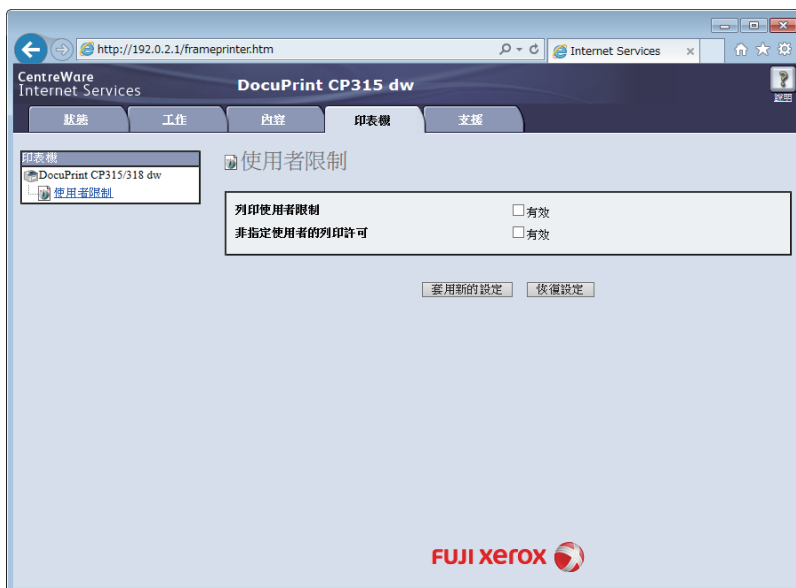 http://192.0.2.1/frameprinter.htm
Internet Services
CentreWare
Internet Services
DocuPrint CP315 dw
?
說明
狀態
工作
內容
印表機
支援
印表機
DocuPrint CP315/318 dw
使用者限制
使用者限制
列印使用者限制
有效
非指定使用者的列印許可
有效
套用新的設定
恢復設定
FUJI xerox